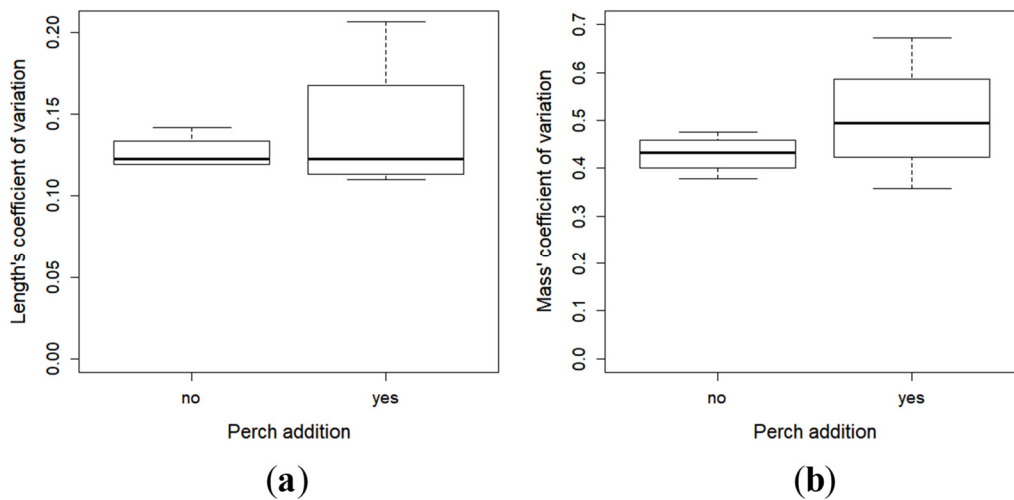 Length's coefficient of variation
0.20
0.15
0.10
0.05
0.00
no
yes
Perch addition
(a)
Mass' coefficient of variation
0.7
0.6
0.5
0.4
0.3
0.2
0.1
0.0
no
yes
Perch addition
(b)